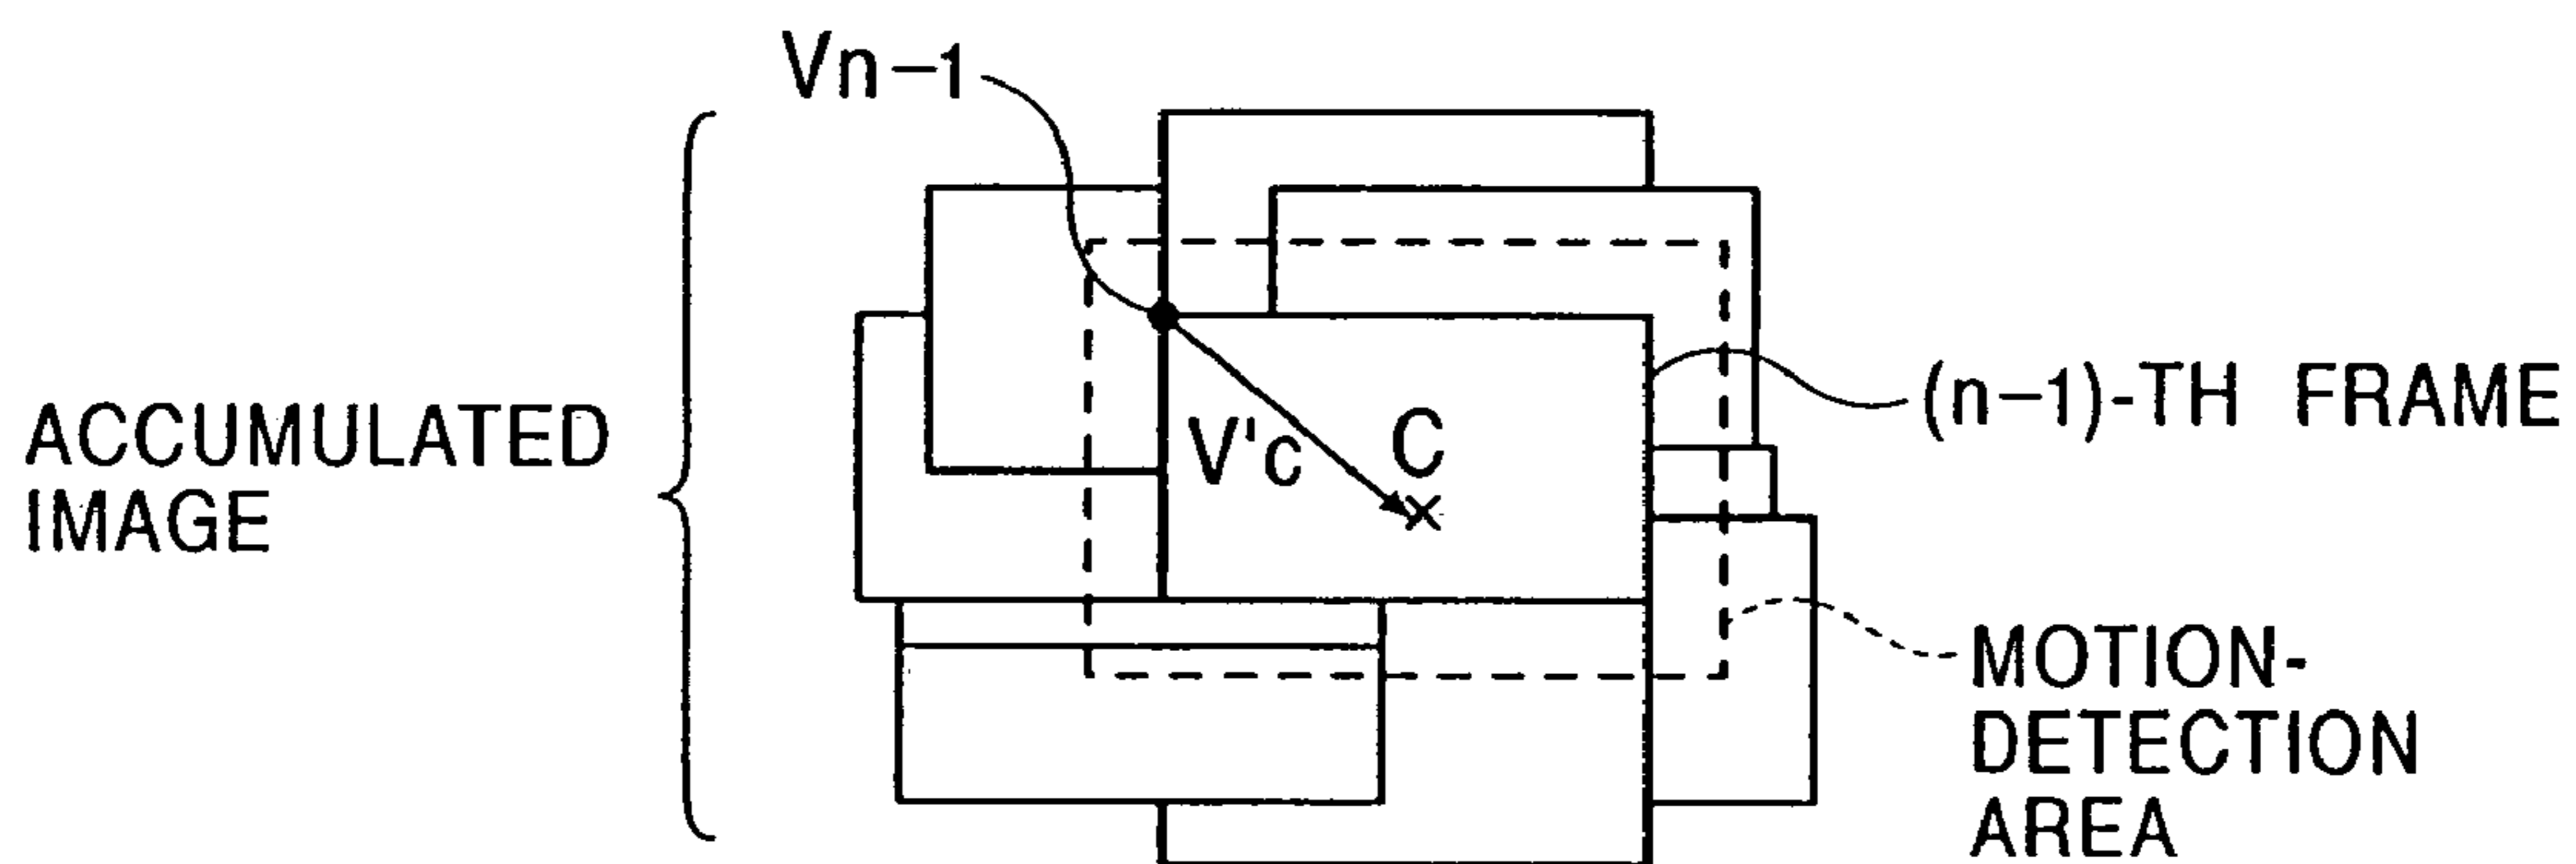 Vn-1
ACCUMULATED
IMAGE
V'c
C
×
(n-1)-TH FRAME
MOTION-
DETECTION
AREA